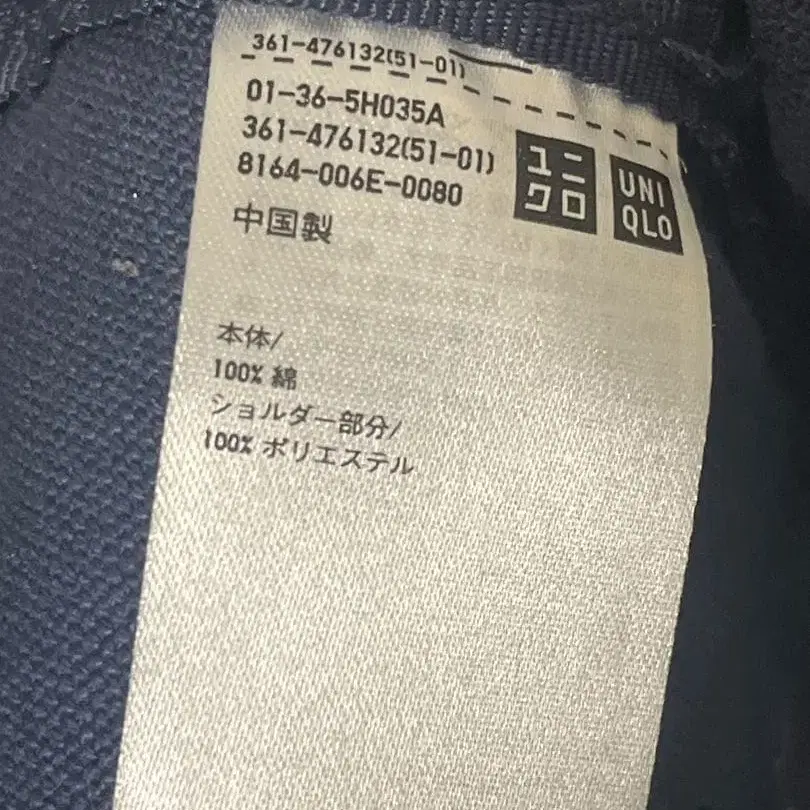 361-476132(51-01)
01-36-5H035A
361-476132(51-01)
8164-006E-0080
ユニ
クロ
UNI
QLO
中国製
本体/
100% 綿
ショルダー部分/
100% ポリエステル